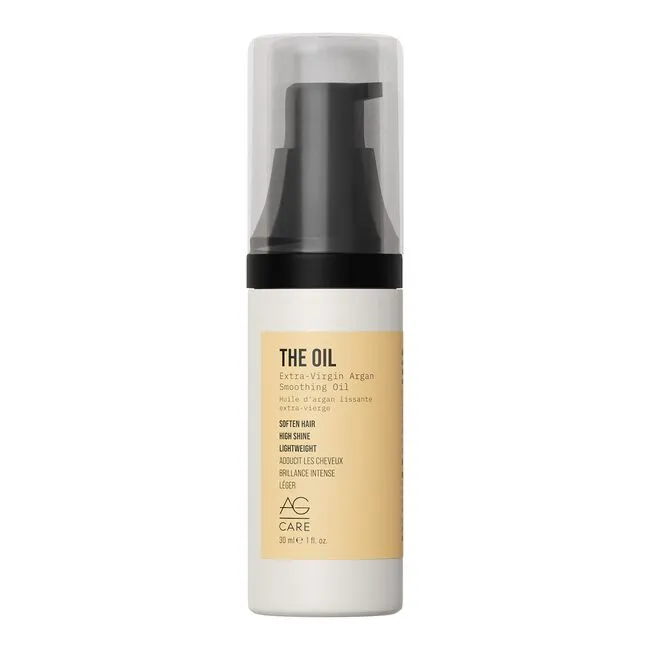 THE OIL
Extra-Virgin Argan
Smoothing Oil
Huile d'argan lissante
extra-vierge
SOFTEN HAIR
HIGH SHINE
LIGHTWEIGHT
ADOUCIT LES CHEVEUX
BRILLANCE INTENSE
LÉGER
AG
CARE
30 ml ℮ 1 fl. oz.